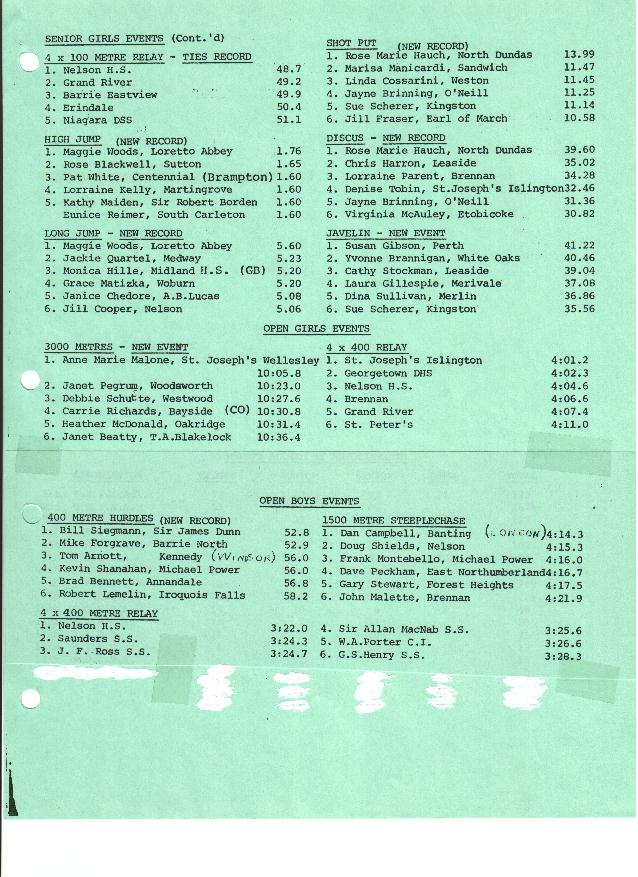 SENIOR GIRLS EVENTS (Cont.'d)
4 x 100 METRE RELAY - TIES RECORD
1. Nelson H.S. 48.7
2. Grand River 49.2
3. Barrie Eastview 49.9
4. Erindale 50.4
5. Niagara DSS 51.1
HIGH JUMP (NEW RECORD)
1. Maggie Woods, Loretto Abbey 1.76
2. Rose Blackwell, Sutton 1.65
3. Pat White, Centennial (Brampton) 1.60
4. Lorraine Kelly, Martingrove 1.60
5. Kathy Maiden, Sir Robert Borden 1.60
Eunice Reimer, South Carleton 1.60
LONG JUMP - NEW RECORD
1. Maggie Woods, Loretto Abbey 5.60
2. Jackie Quartel, Medway 5.23
3. Monica Hille, Midland H.S. (GB) 5.20
4. Grace Matizka, Woburn 5.20
5. Janice Chedore, A.B.Lucas 5.08
6. Jill Cooper, Nelson 5.06
SHOT PUT (NEW RECORD)
1. Rose Marie Hauch, North Dundas 13.99
2. Marisa Manicardi, Sandwich 11.47
3. Linda Cossarini, Weston 11.45
4. Jayne Brinning, O'Neill 11.25
5. Sue Scherer, Kingston 11.14
6. Jill Fraser, Earl of March 10.58
DISCUS - NEW RECORD
1. Rose Marie Hauch, North Dundas 39.60
2. Chris Harron, Leaside 35.02
3. Lorraine Parent, Brennan 34.28
4. Denise Tobin, St.Joseph's Islington 32.46
5. Jayne Brinning, O'Neill 31.36
6. Virginia McAuley, Etobicoke 30.82
JAVELIN - NEW EVENT
1. Susan Gibson, Perth 41.22
2. Yvonne Brannigan, White Oaks 40.46
3. Cathy Stockman, Leaside 39.04
4. Laura Gillespie, Merivale 37.08
5. Dina Sullivan, Merlin 36.86
6. Sue Scherer, Kingston 35.56
OPEN GIRLS EVENTS
3000 METRES - NEW EVENT
1. Anne Marie Malone, St. Joseph's Wellesley
10:05.8
2. Janet Pegrum, Woodsworth 10:23.0
3. Debbie Schutte, Westwood 10:27.6
4. Carrie Richards, Bayside (CO) 10:30.8
5. Heather McDonald, Oakridge 10:31.4
6. Janet Beatty, T.A.Blakelock 10:36.4
4 x 400 RELAY
1. St. Joseph's Islington 4:01.2
2. Georgetown DHS 4:02.3
3. Nelson H.S. 4:04.6
4. Brennan 4:06.6
5. Grand River 4:07.4
6. St. Peter's 4:11.0
OPEN BOYS EVENTS
400 METRE HURDLES (NEW RECORD)
1. Bill Siegmann, Sir James Dunn 52.8
2. Mike Forgrave, Barrie North 52.9
3. Tom Arnott, Kennedy (WINDSOR) 56.0
4. Kevin Shanahan, Michael Power 56.0
5. Brad Bennett, Annandale 56.8
6. Robert Lemelin, Iroquois Falls 58.2
1500 METRE STEEPLECHASE
1. Dan Campbell, Banting (LONDON) 4:14.3
2. Doug Shields, Nelson 4:15.3
3. Frank Montebello, Michael Power 4:16.0
4. Dave Peckham, East Northumberland 4:16.7
5. Gary Stewart, Forest Heights 4:17.5
6. John Malette, Brennan 4:21.9
4 x 400 METRE RELAY
1. Nelson H.S. 3:22.0
2. Saunders S.S. 3:24.3
3. J. F. Ross S.S. 3:24.7
4. Sir Allan MacNab S.S. 3:25.6
5. W.A.Porter C.I. 3:26.6
6. G.S.Henry S.S. 3:28.3